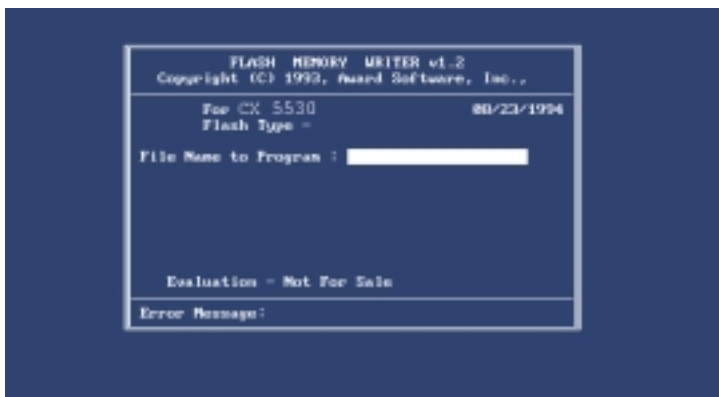 FLASH MEMORY WRITER v1.2
Copyright (C) 1993, Award Software, Inc.,
For CX 5530 08/23/1994
Flash Type -
File Name to Program :
Evaluation - Not For Sale
Error Message: